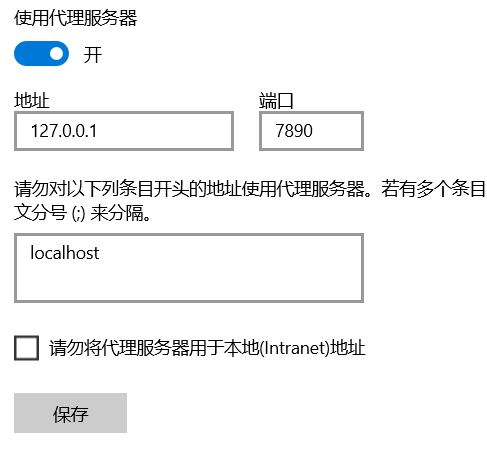 使用代理服务器
开
地址 端口
127.0.0.1 7890
请勿对以下列条目开头的地址使用代理服务器。若有多个条目
文分号 (;) 来分隔。
localhost
请勿将代理服务器用于本地(Intranet)地址
保存